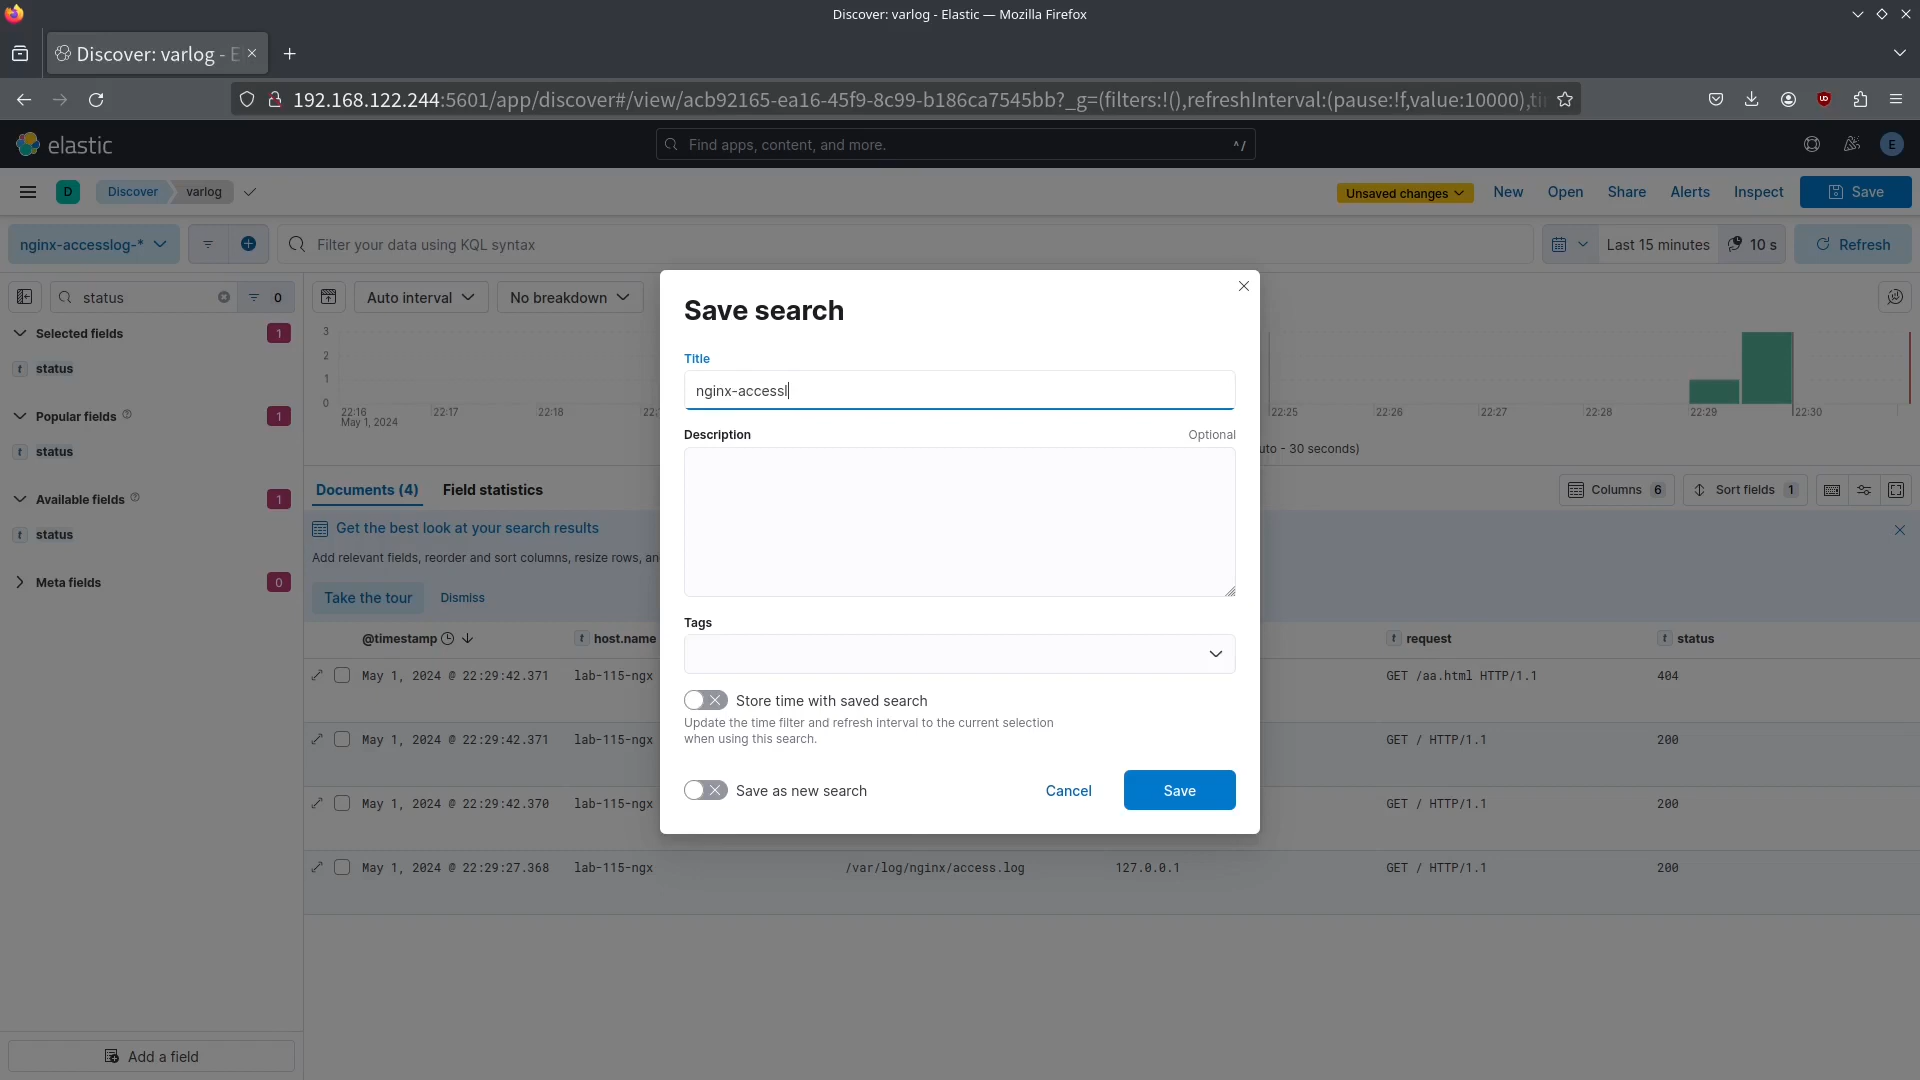 Discover: varlog - Elastic — Mozilla Firefox
Discover: varlog - E
192.168.122.244:5601/app/discover#/view/acb92165-ea16-45f9-8c99-b186ca7545bb?_g=(filters:!(),refreshInterval:(pause:!f,value:10000),ti
elastic
Find apps, content, and more.
^/
E
D
Discover
varlog
Unsaved changes
New
Open
Share
Alerts
Inspect
Save
nginx-accesslog-*
Filter your data using KQL syntax
Last 15 minutes
10 s
Refresh
status
0
Auto interval
No breakdown
Selected fields
1
t status
Popular fields
1
t status
Available fields
1
t status
Meta fields
0
Add a field
3
2
1
0
22:16
May 1, 2024
22:17
22:18
22:1
22:25
22:26
22:27
22:28
22:29
22:30
uto - 30 seconds)
Documents (4)
Field statistics
Columns 6
Sort fields 1
Get the best look at your search results
Add relevant fields, reorder and sort columns, resize rows, an
Take the tour
Dismiss
@timestamp
t host.name
t request
t status
May 1, 2024 @ 22:29:42.371 lab-115-ngx GET /aa.html HTTP/1.1 404
May 1, 2024 @ 22:29:42.371 lab-115-ngx GET / HTTP/1.1 200
May 1, 2024 @ 22:29:42.370 lab-115-ngx GET / HTTP/1.1 200
May 1, 2024 @ 22:29:27.368 lab-115-ngx /var/log/nginx/access.log 127.0.0.1 GET / HTTP/1.1 200
Save search
Title
nginx-accessl
Description
Optional
Tags
Store time with saved search
Update the time filter and refresh interval to the current selection
when using this search.
Save as new search
Cancel
Save